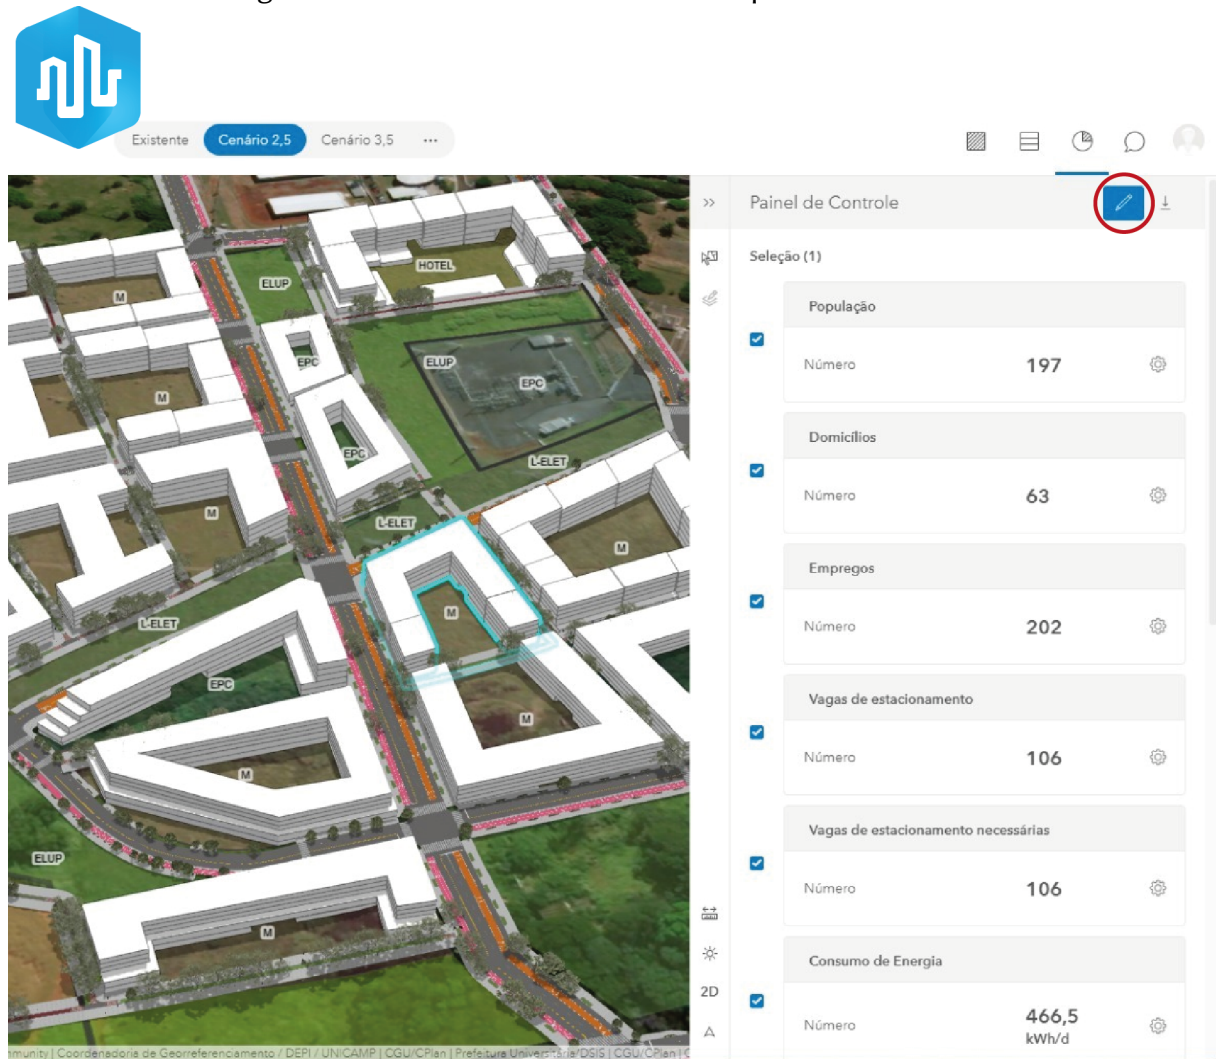 Existente
Cenário 2,5
Cenário 3,5
...
Painel de Controle
Seleção (1)
População
Número
197
Domicílios
Número
63
Empregos
Número
202
Vagas de estacionamento
Número
106
Vagas de estacionamento necessárias
Número
106
Consumo de Energia
Número
466,5
kWh/d
2D
HOTEL
ELUP
M
EPC
ELUP
EPC
M
EPC
L-ELET
M
L-ELET
M
M
L-ELET
EPC
M
M
ELUP
M
mmunity | Coordenadoria de Georreferenciamento / DEPI / UNICAMP | CGU/CPlan | Prefeitura Universitária/DSIS | CGU/CPlan | C